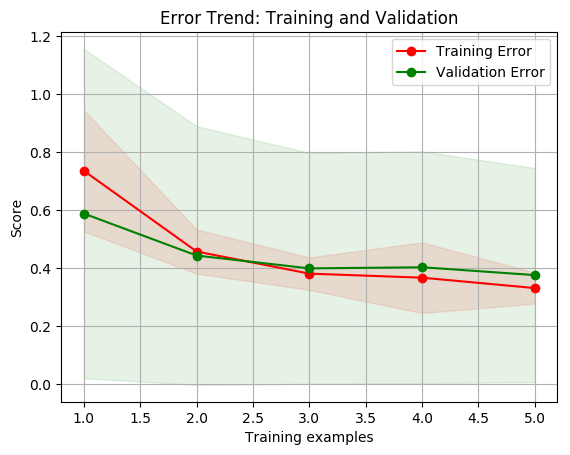 Error Trend: Training and Validation
1.2
1.0
0.8
0.6
0.4
0.2
0.0
Score
Training Error
Validation Error
1.0 1.5 2.0 2.5 3.0 3.5 4.0 4.5 5.0
Training examples